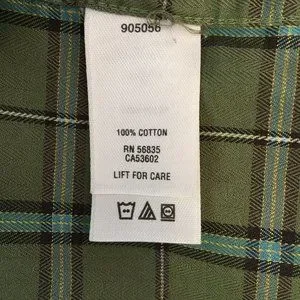 905056
100% COTTON
RN 56835
CA53602
LIFT FOR CARE